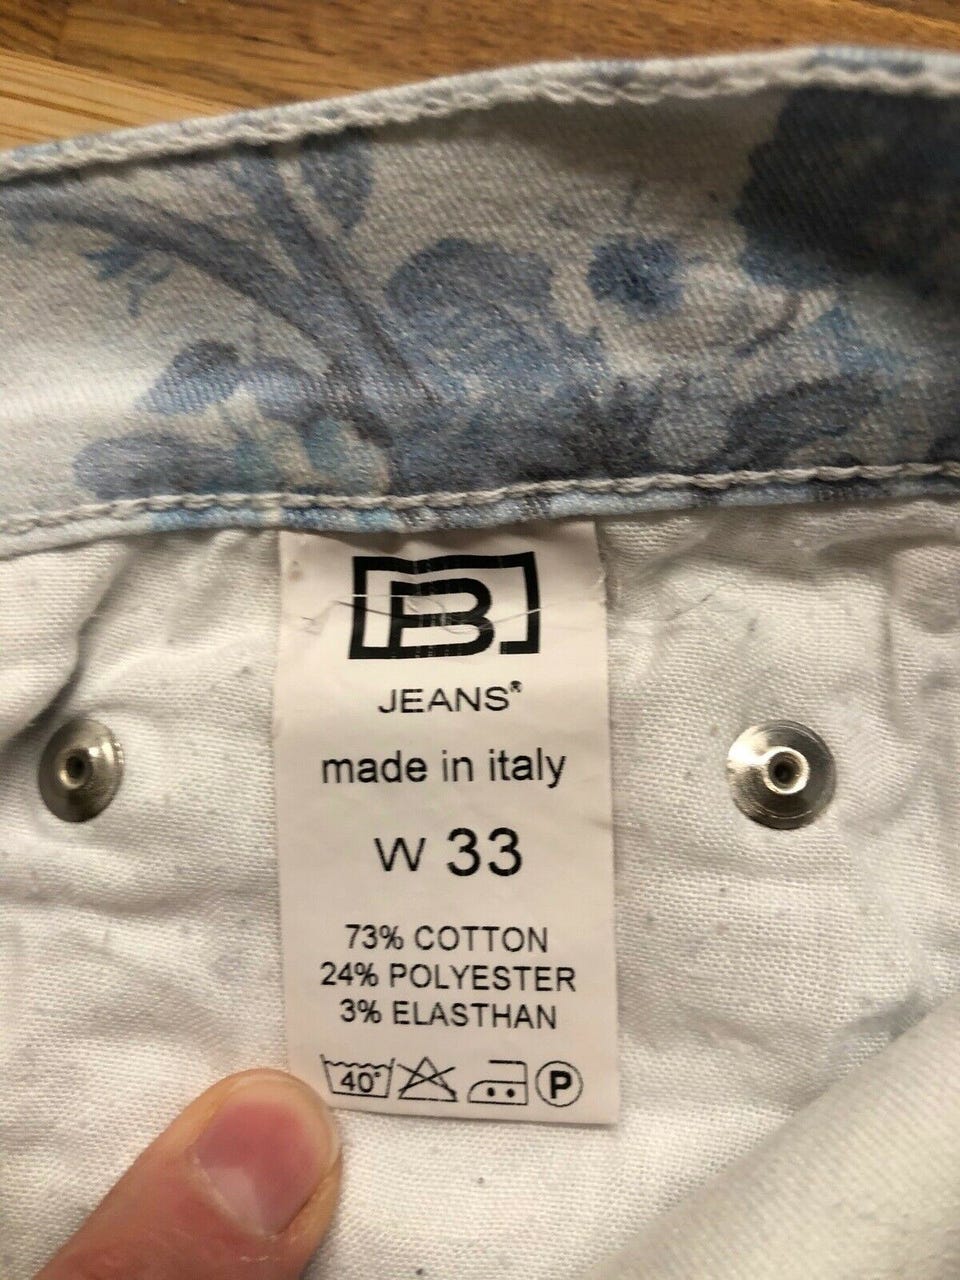 B
JEANS®
made in italy
W 33
73% COTTON
24% POLYESTER
3% ELASTHAN
40° P